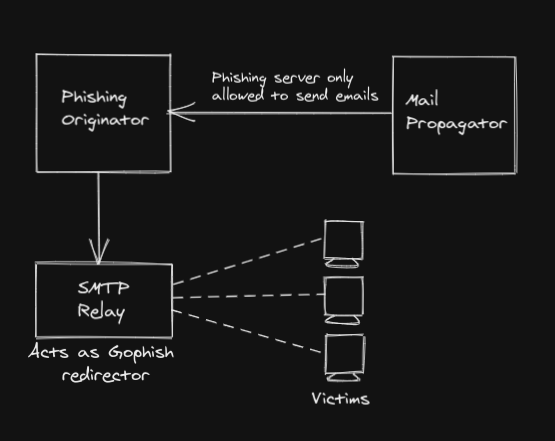 Phishing server only
allowed to send emails
Phishing
Originator
Mail
Propagator
SMTP
Relay
Acts as Gophish
redirector
Victims